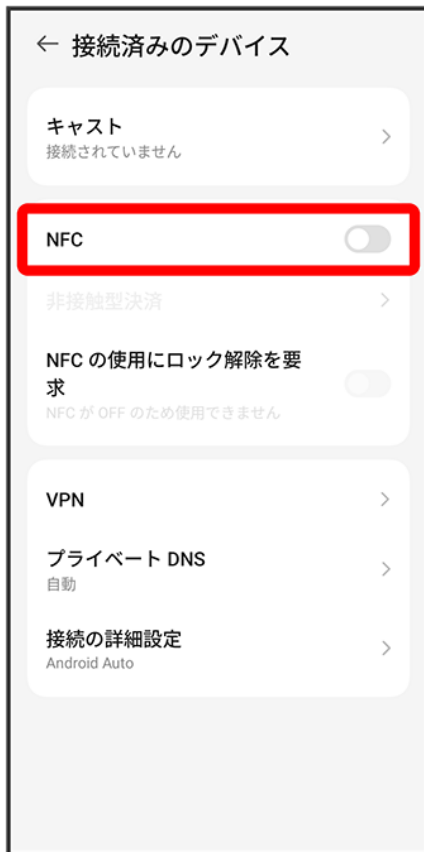 接続済みのデバイス
キャスト
接続されていません
NFC
非接触型決済
NFC の使用にロック解除を要
求
NFC が OFF のため使用できません
VPN
プライベート DNS
自動
接続の詳細設定
Android Auto